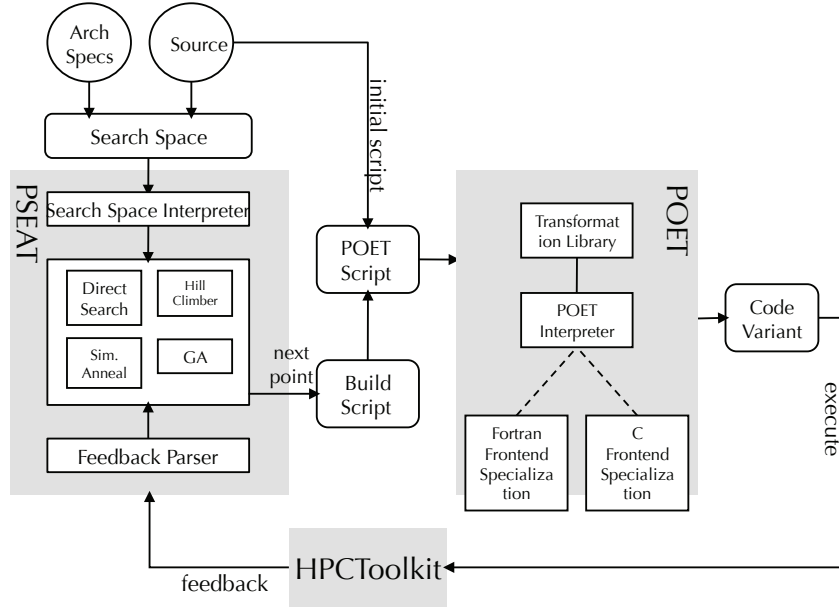 Arch
Specs
Source
Search Space
initial script
PSEAT
Search Space Interpreter
Direct
Search
Hill
Climber
Sim.
Anneal
GA
next
point
Feedback Parser
POET
Script
Build
Script
POET
Transformat
ion Library
POET
Interpreter
Fortran
Frontend
Specializa
tion
C
Frontend
Specializa
tion
Code
Variant
execute
feedback
HPCToolkit